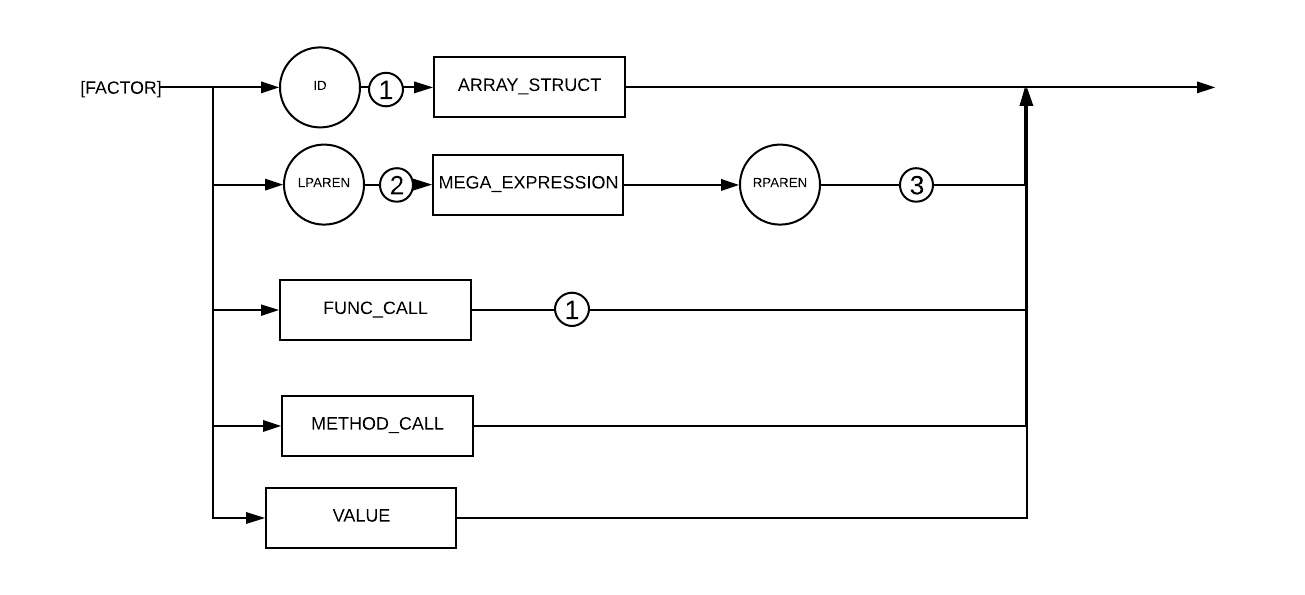 [FACTOR]
ID
1
ARRAY_STRUCT
LPAREN
2
MEGA_EXPRESSION
RPAREN
3
FUNC_CALL
1
METHOD_CALL
VALUE